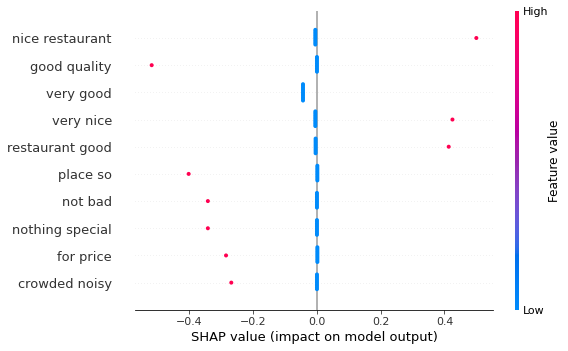 High
nice restaurant
good quality
very good
very nice
restaurant good
place so
not bad
nothing special
for price
crowded noisy
Feature value
Low
−0.4 −0.2 0.0 0.2 0.4
SHAP value (impact on model output)